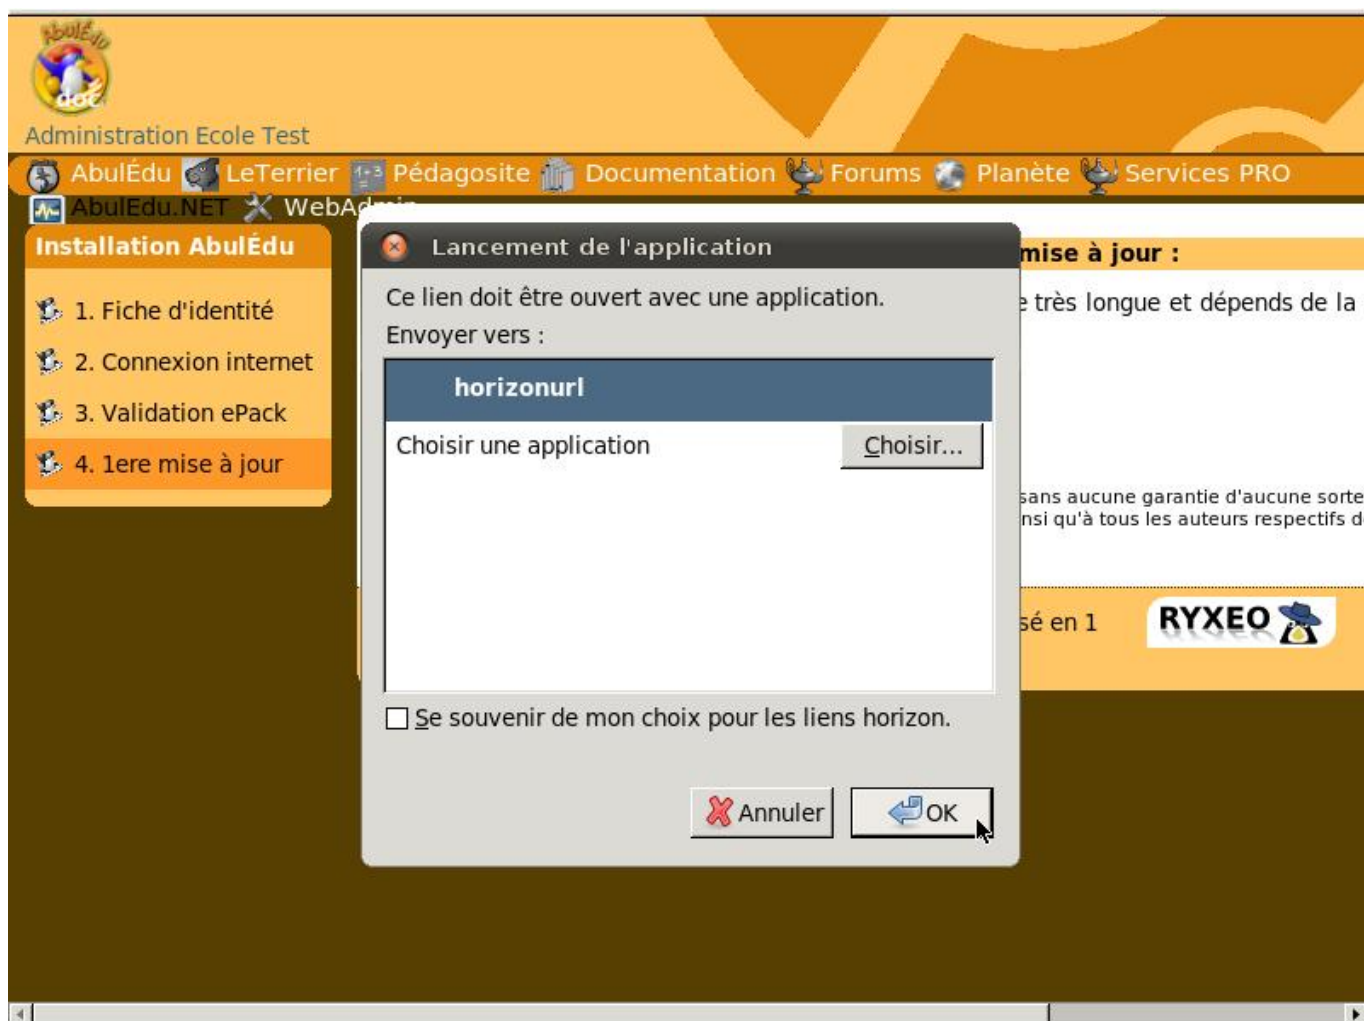 AbulÉdu
doc
Administration Ecole Test
AbulÉdu LeTerrier Pédagosite Documentation Forums Planète Services PRO
AbulEdu.NET WebAdmin
Installation AbulÉdu
1. Fiche d'identité
2. Connexion internet
3. Validation ePack
4. 1ere mise à jour
Lancement de l'application
Ce lien doit être ouvert avec une application.
Envoyer vers :
horizonurl
Choisir une application
Choisir...
Se souvenir de mon choix pour les liens horizon.
Annuler
OK
mise à jour :
très longue et dépends de la
sans aucune garantie d'aucune sorte
nsi qu'à tous les auteurs respectifs d
sé en 1
RYXEO